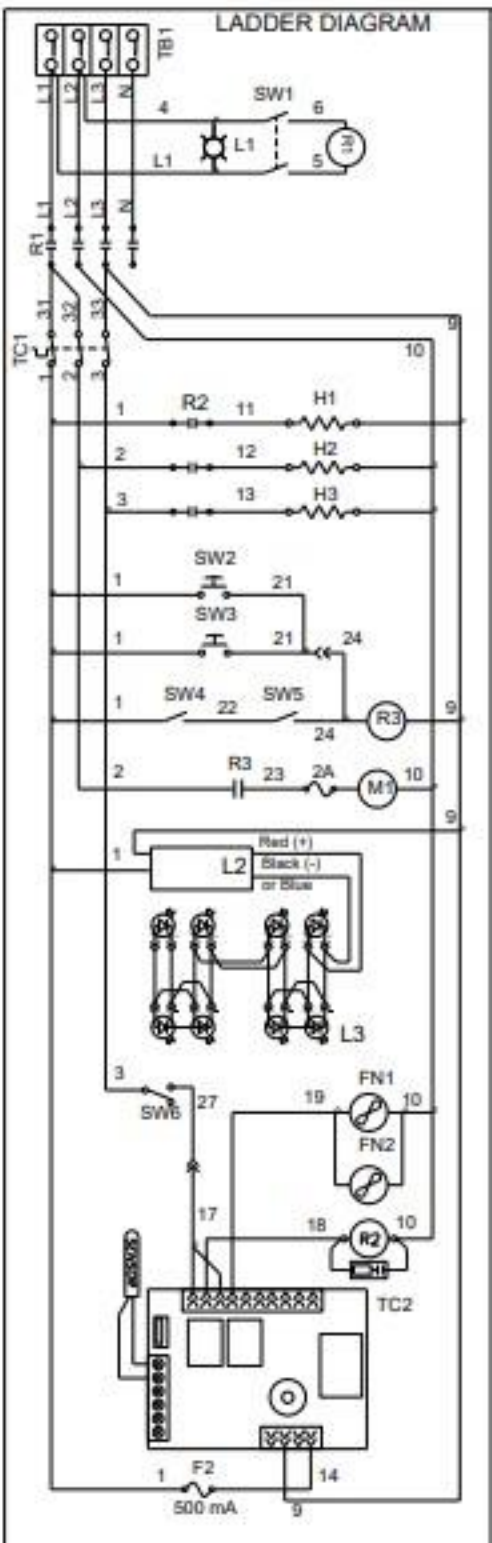 LADDER DIAGRAM
TB1
L1 L2 L3 N
4 SW1 6
L1 R1
L1 5
L1 L2 L3 N
R1
31 32 33 9
TC1 10
1 2 3
1 R2 11 H1
2 12 H2
3 13 H3
SW2
1 21
SW3
1 21 24
1 SW4 22 SW5 24 R3 9
2 R3 23 2A M1 10
9
Red (+)
1 L2 Black (-)
or Blue
L3
3 SW6 27 19 FN1 10
FN2
17 18 R2 10
SENSOR
TC2
1 F2 14
500 mA 9